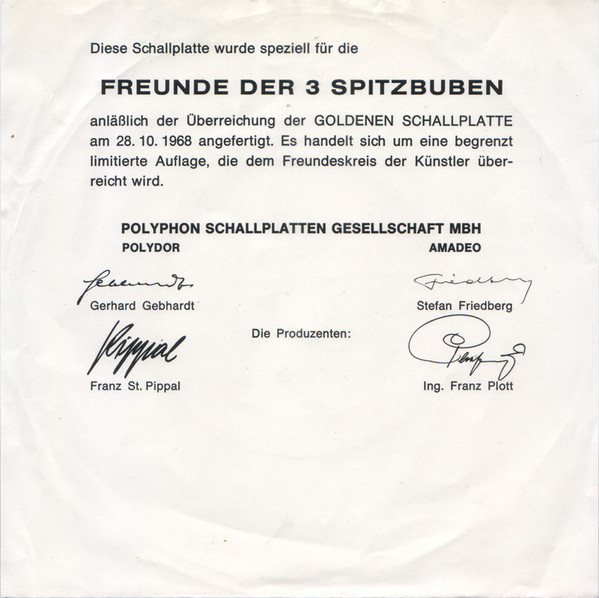 Diese Schallplatte wurde speziell für die
FREUNDE DER 3 SPITZBUBEN
anläßlich der Überreichung der GOLDENEN SCHALLPLATTE
am 28. 10. 1968 angefertigt. Es handelt sich um eine begrenzt
limitierte Auflage, die dem Freundeskreis der Künstler über-
reicht wird.
POLYPHON SCHALLPLATTEN GESELLSCHAFT MBH
POLYDOR AMADEO
Friedberg
Gerhard Gebhardt Stefan Friedberg
Pippal
Die Produzenten:
Franz St. Pippal Ing. Franz Plott